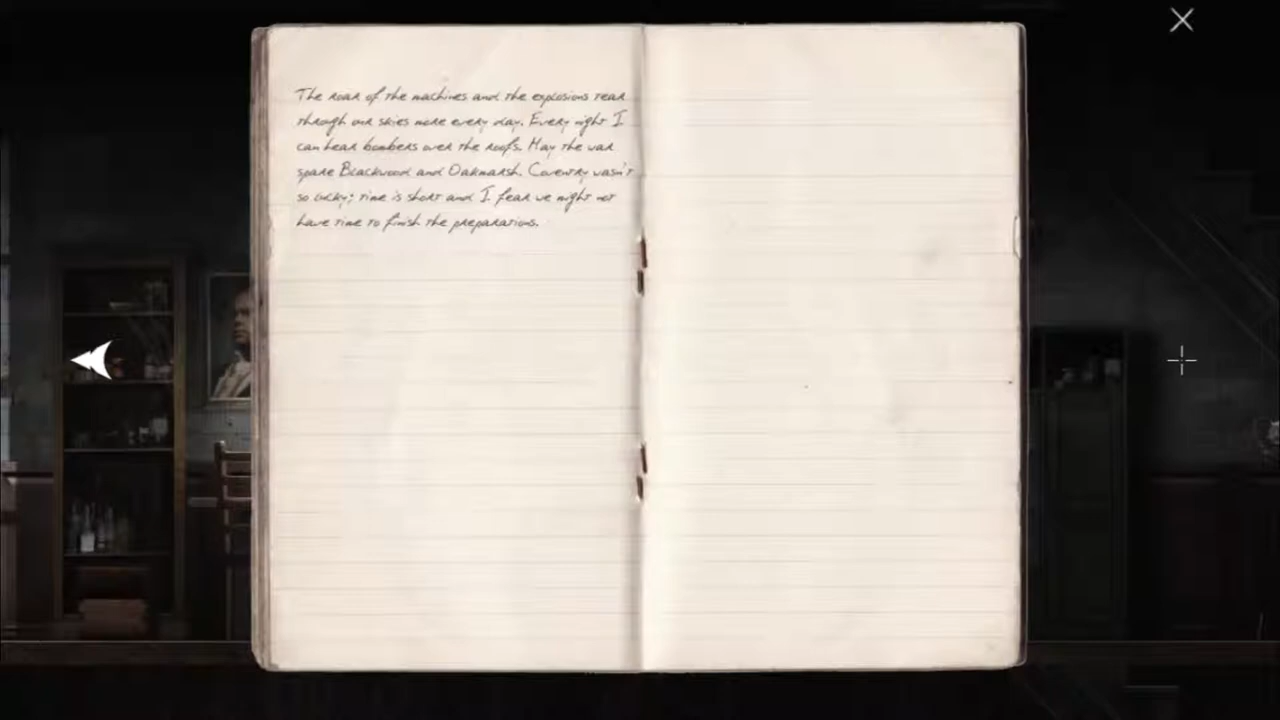 The roar of the machines and the explosions tear
through our skies more every day. Every night I
can hear bombers over the roofs. May the war
spare Blackwood and Oakmarsh. Coventry wasn't
so lucky; time is short and I fear we might not
have time to finish the preparations.